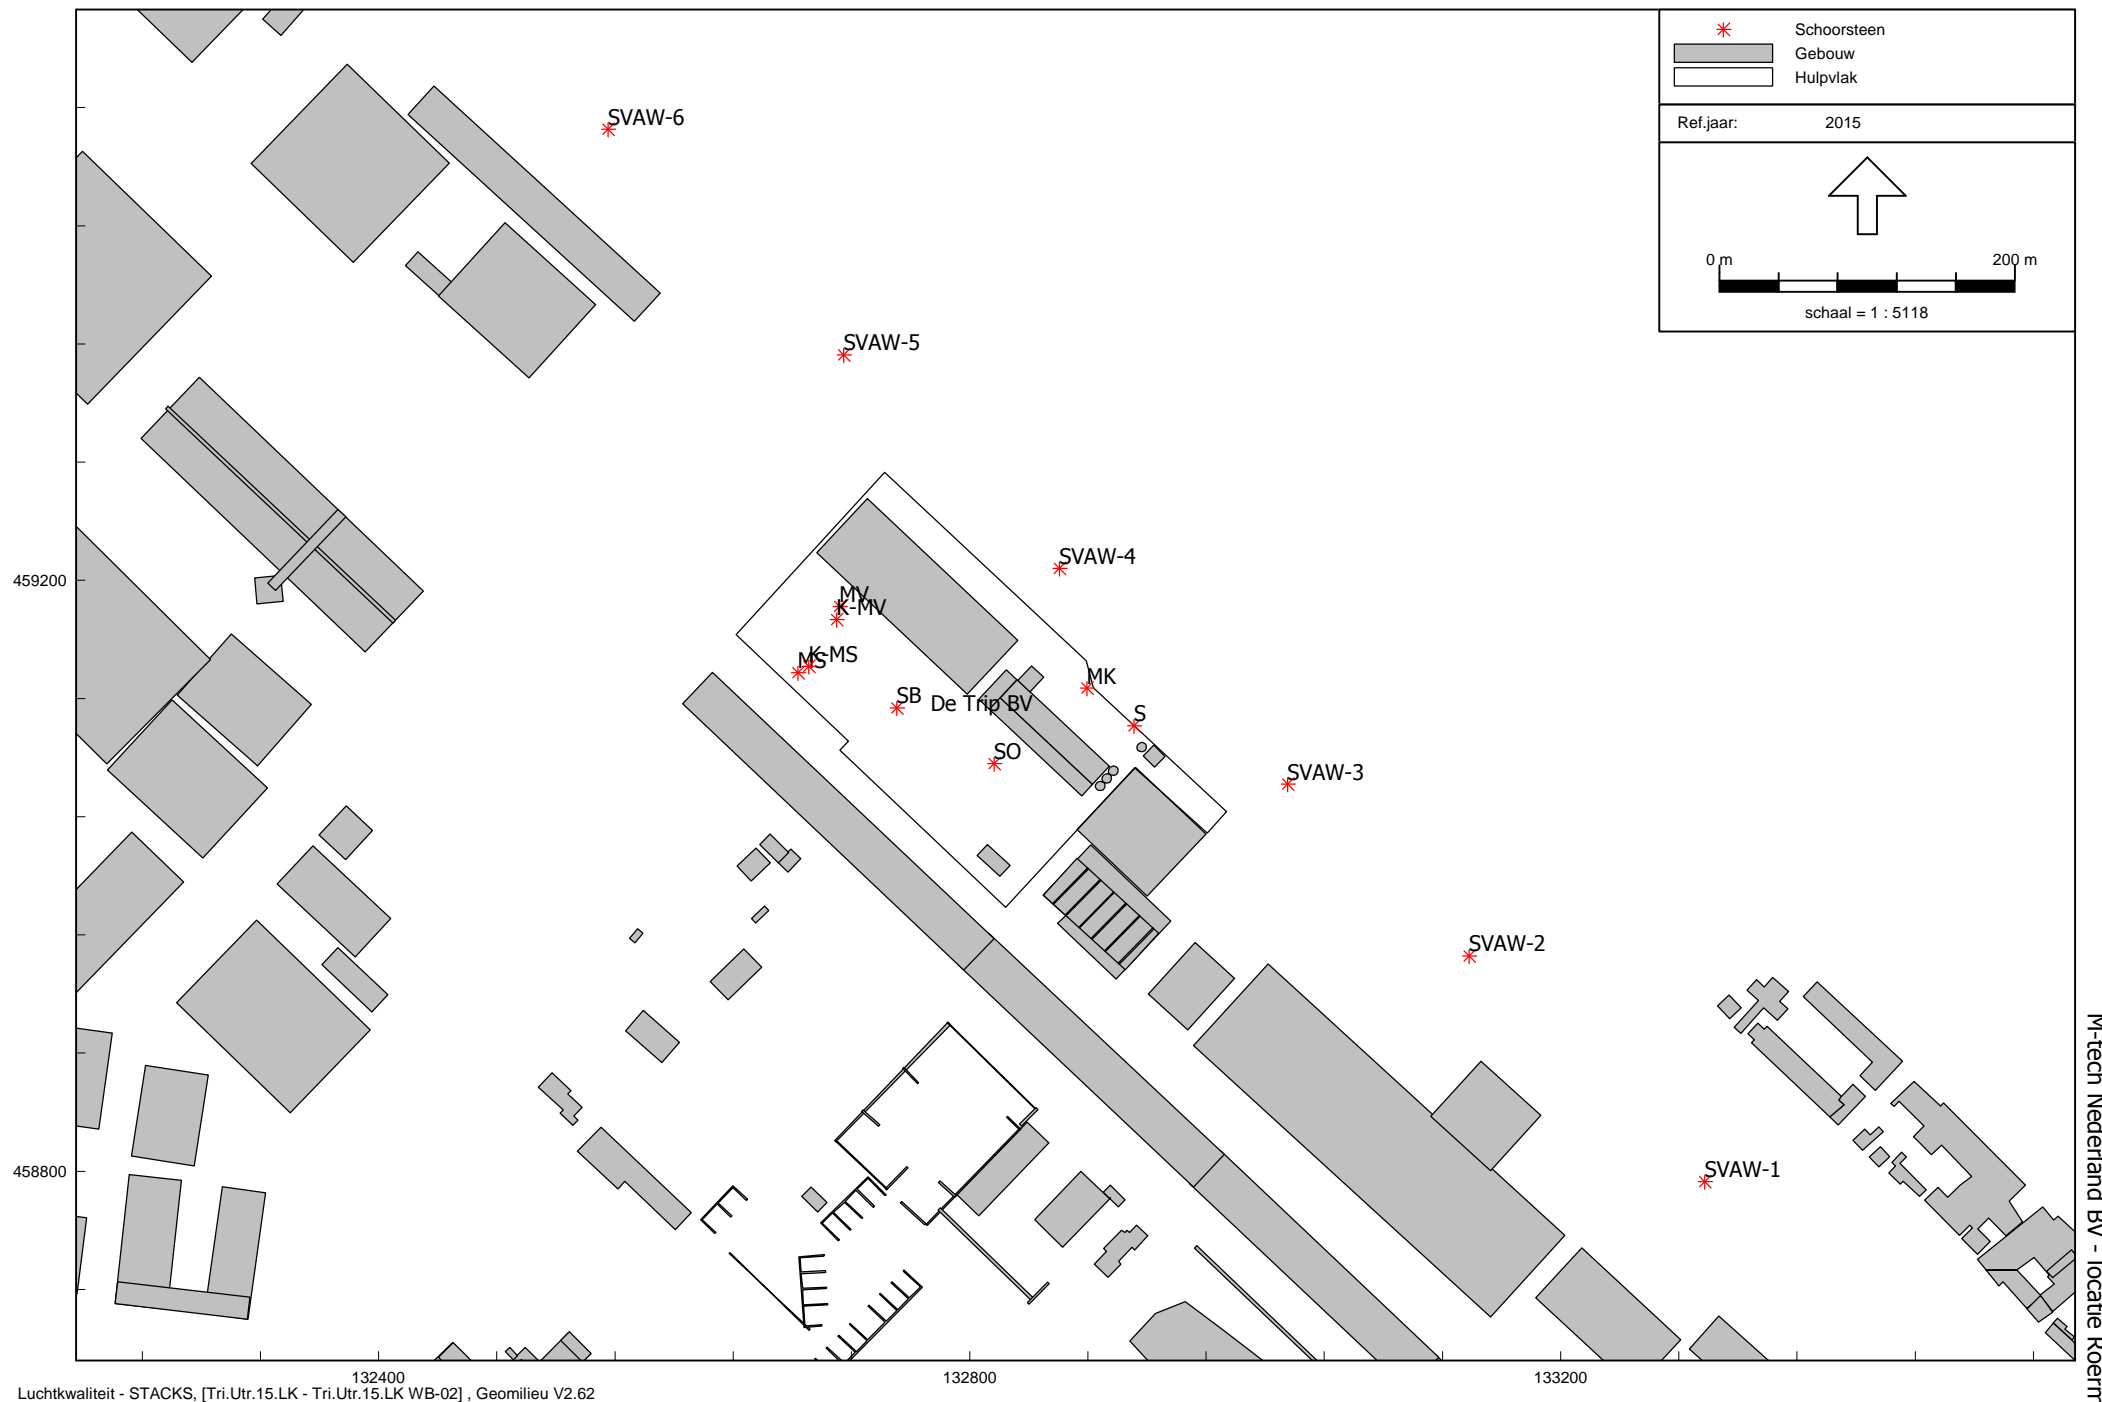 Schoorsteen
Gebouw
Hulpvlak
Ref.jaar: 2015
0 m 200 m
schaal = 1 : 5118
SVAW-6
SVAW-5
SVAW-4
MV
K-MV
K-MS
MS
MK
SB De Trip BV
S
SO
SVAW-3
SVAW-2
SVAW-1
459200
458800
132400 132800 133200
Luchtkwaliteit - STACKS, [Tri.Utr.15.LK - Tri.Utr.15.LK WB-02] , Geomilieu V2.62
M-tech Nederland BV - locatie Roerm